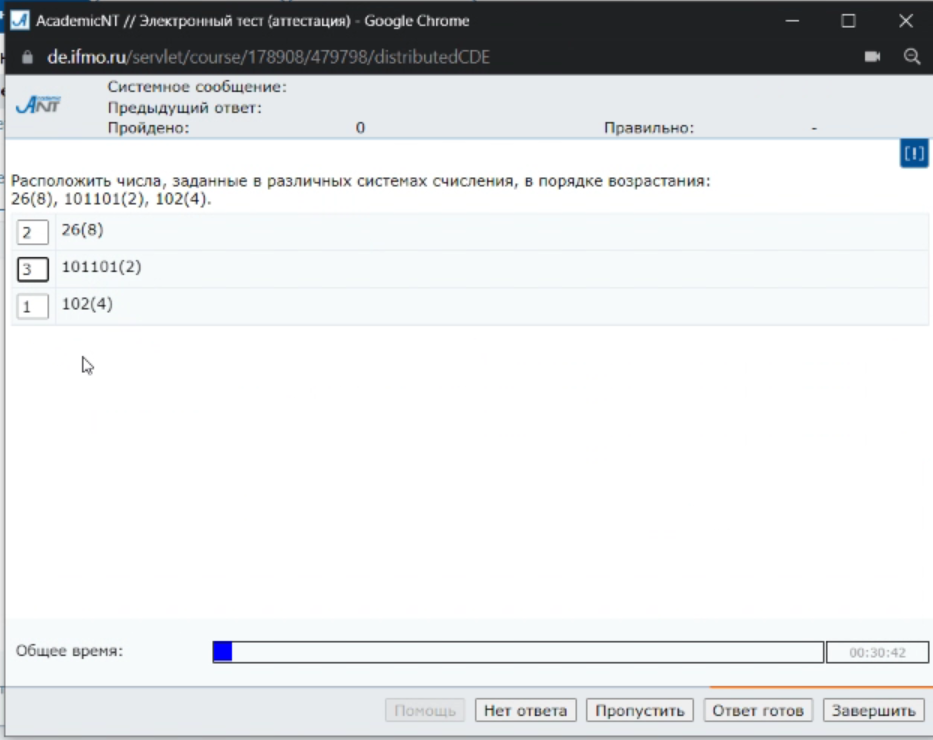 AcademicNT // Электронный тест (аттестация) - Google Chrome
de.ifmo.ru/servlet/course/178908/479798/distributedCDE
ANT
Системное сообщение:
Предыдущий ответ:
Пройдено: 0 Правильно: -
[!]
Расположить числа, заданные в различных системах счисления, в порядке возрастания:
26(8), 101101(2), 102(4).
2 26(8)
3 101101(2)
1 102(4)
Общее время: 00:30:42
Помощь Нет ответа Пропустить Ответ готов Завершить